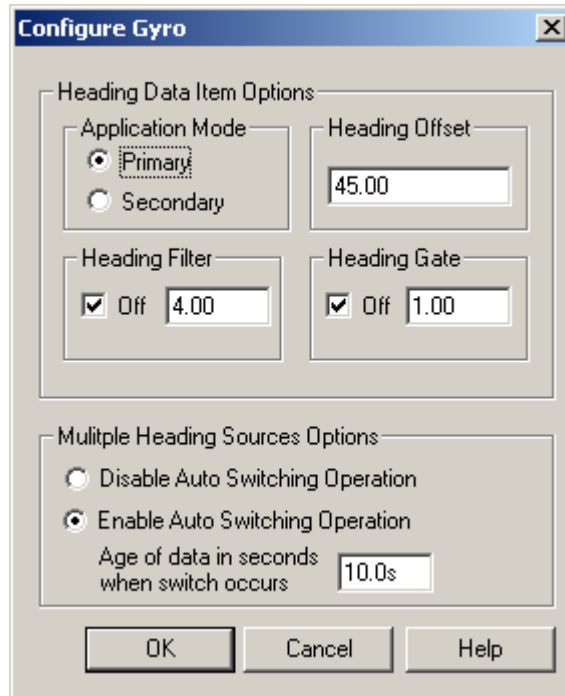 Configure Gyro
Heading Data Item Options
Application Mode
Primary
Secondary
Heading Offset
45.00
Heading Filter
Off 4.00
Heading Gate
Off 1.00
Mulitple Heading Sources Options
Disable Auto Switching Operation
Enable Auto Switching Operation
Age of data in seconds
when switch occurs
10.0s
OK Cancel Help